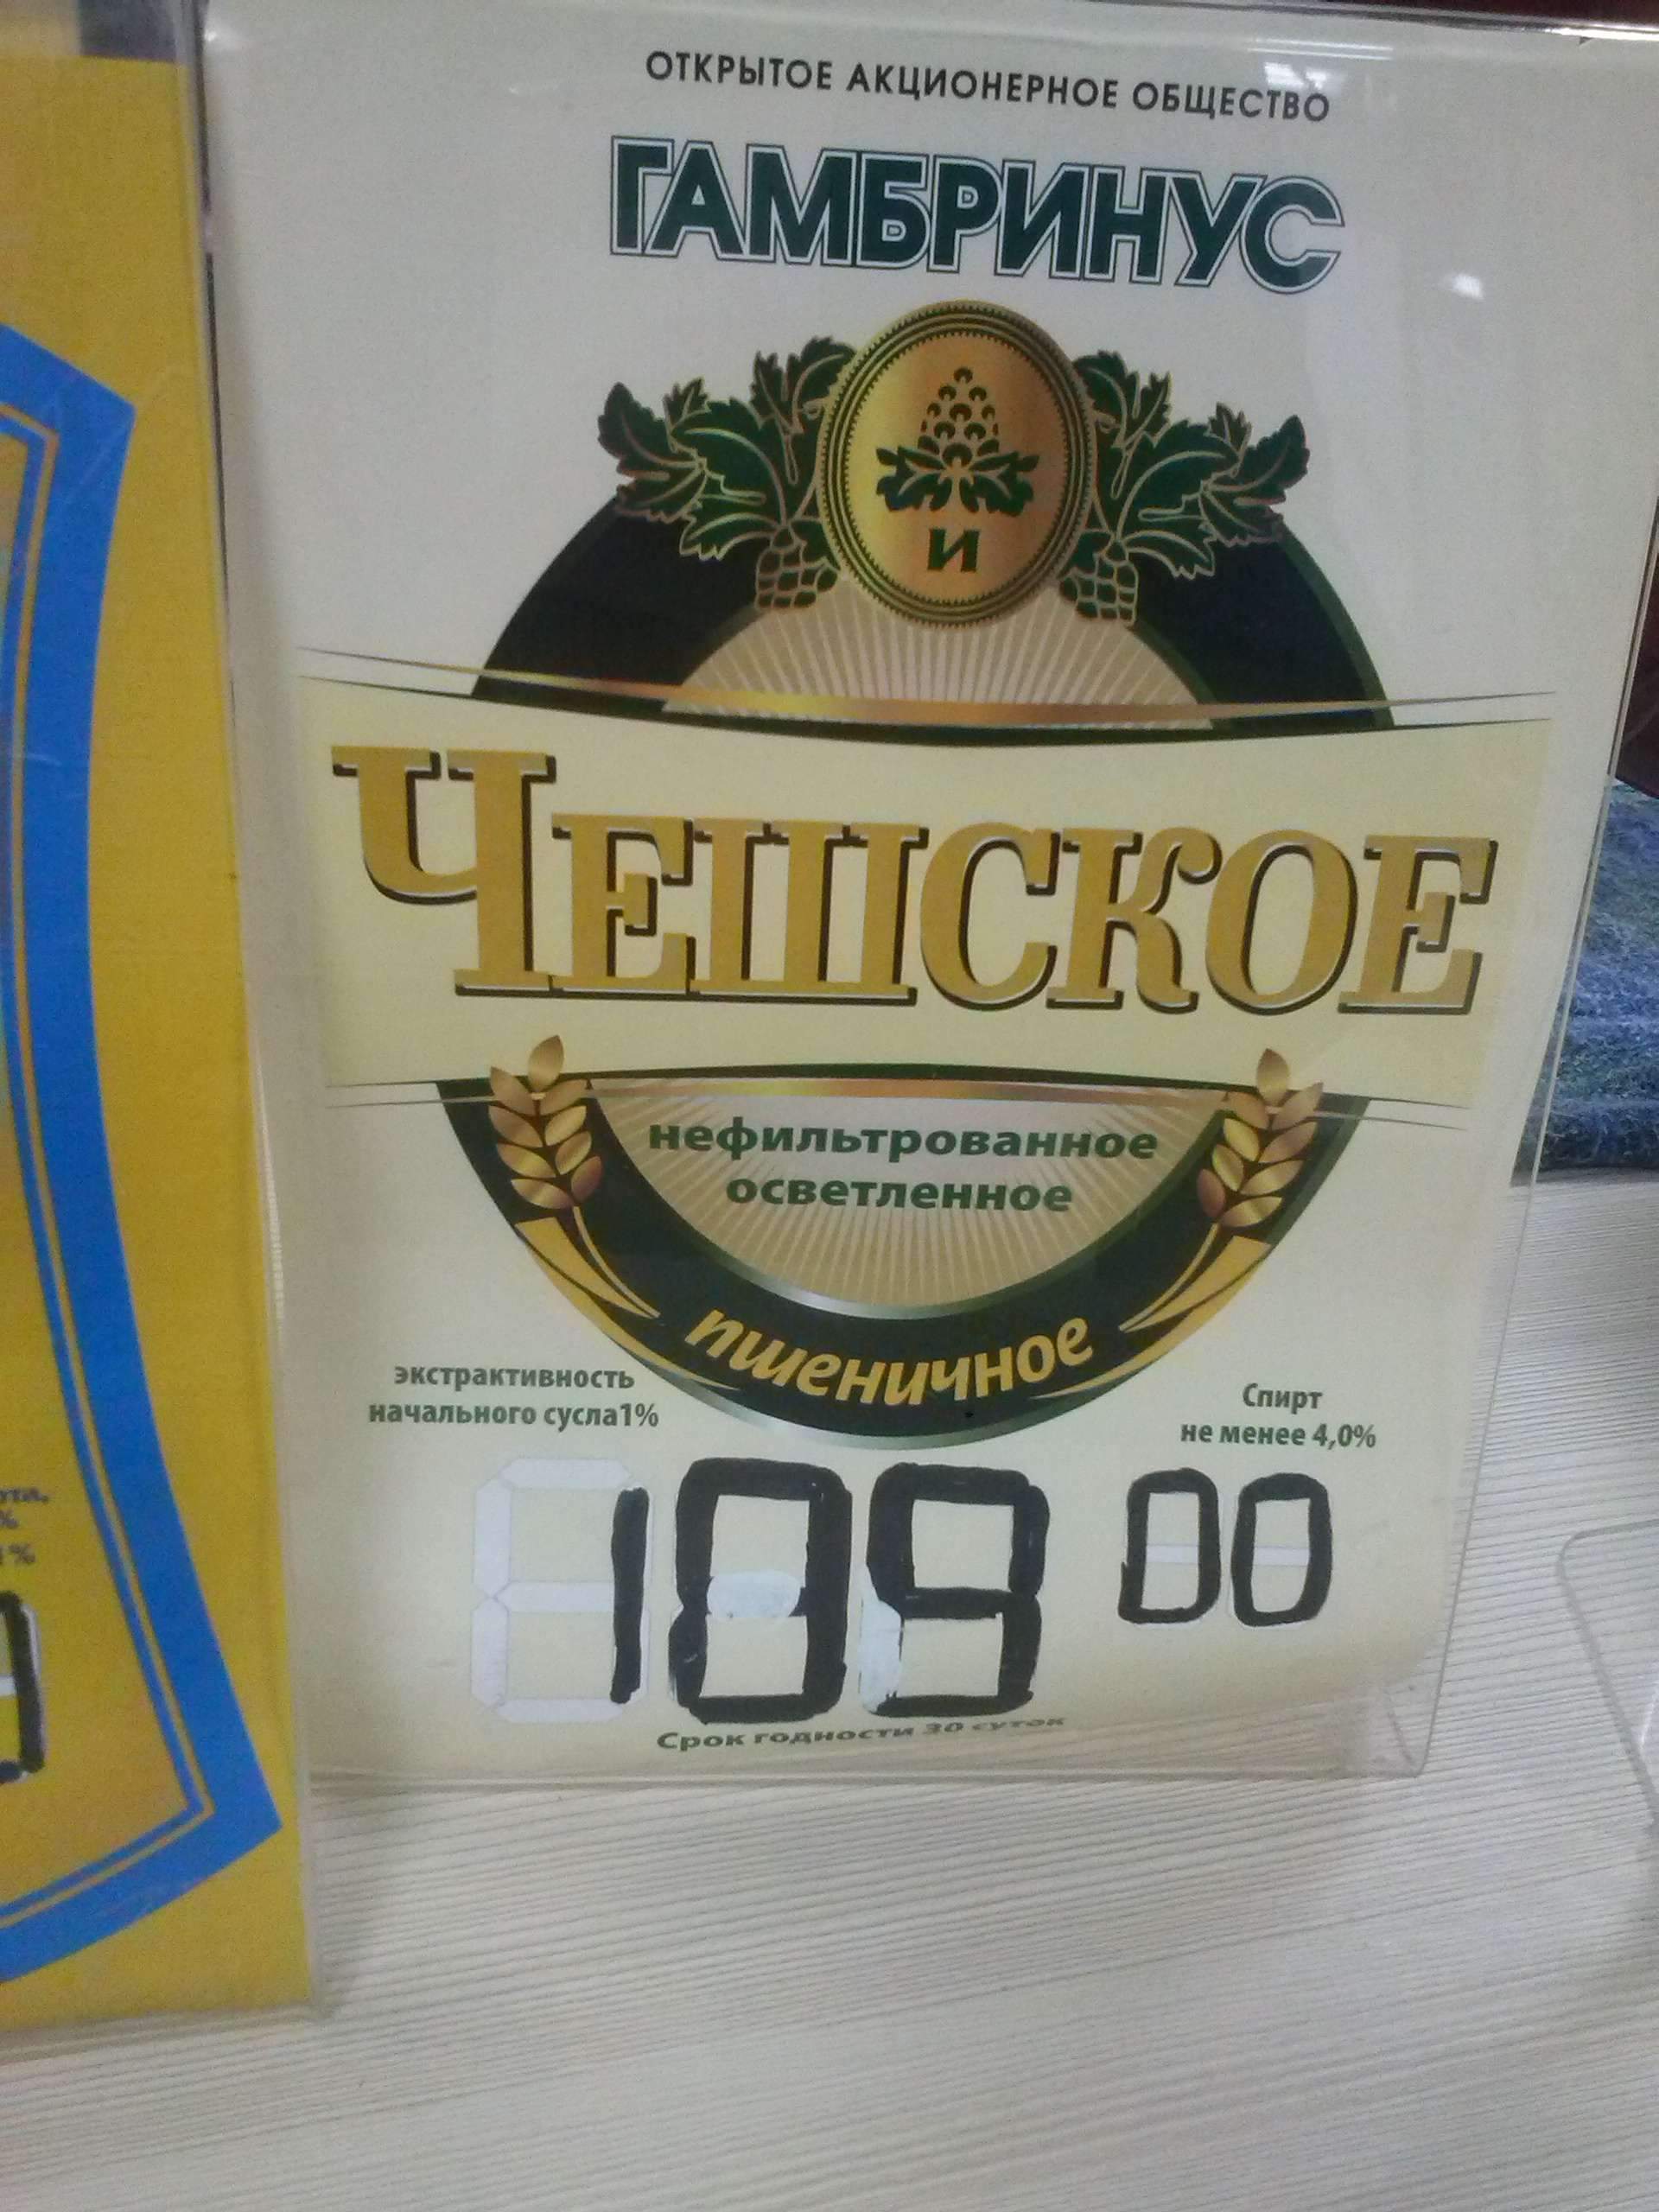 ОТКРЫТОЕ АКЦИОНЕРНОЕ ОБЩЕСТВО
ГАМБРИНУС
И
ЧЕШСКОЕ
нефильтрованное
осветленное
пшеничное
экстрактивность
начального сусла1%
Спирт
не менее 4,0%
109 00
Срок годности 30 суток
%
1%